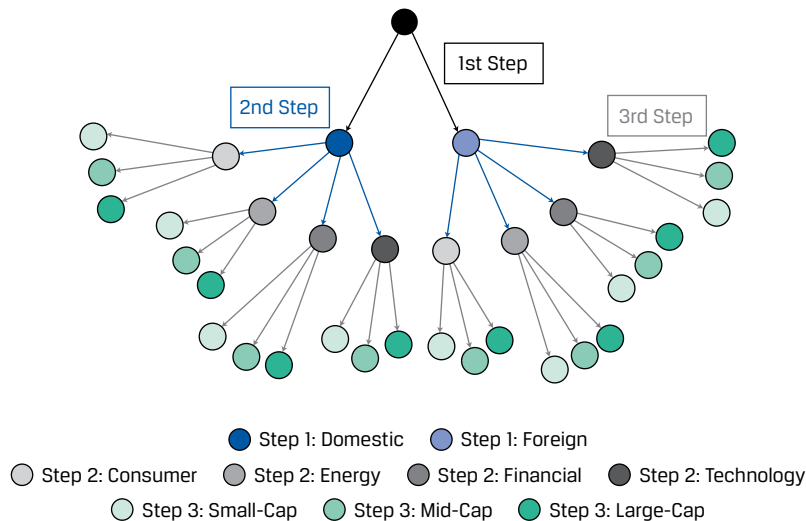 1st Step
2nd Step
3rd Step
Step 1: Domestic
Step 1: Foreign
Step 2: Consumer
Step 2: Energy
Step 2: Financial
Step 2: Technology
Step 3: Small-Cap
Step 3: Mid-Cap
Step 3: Large-Cap